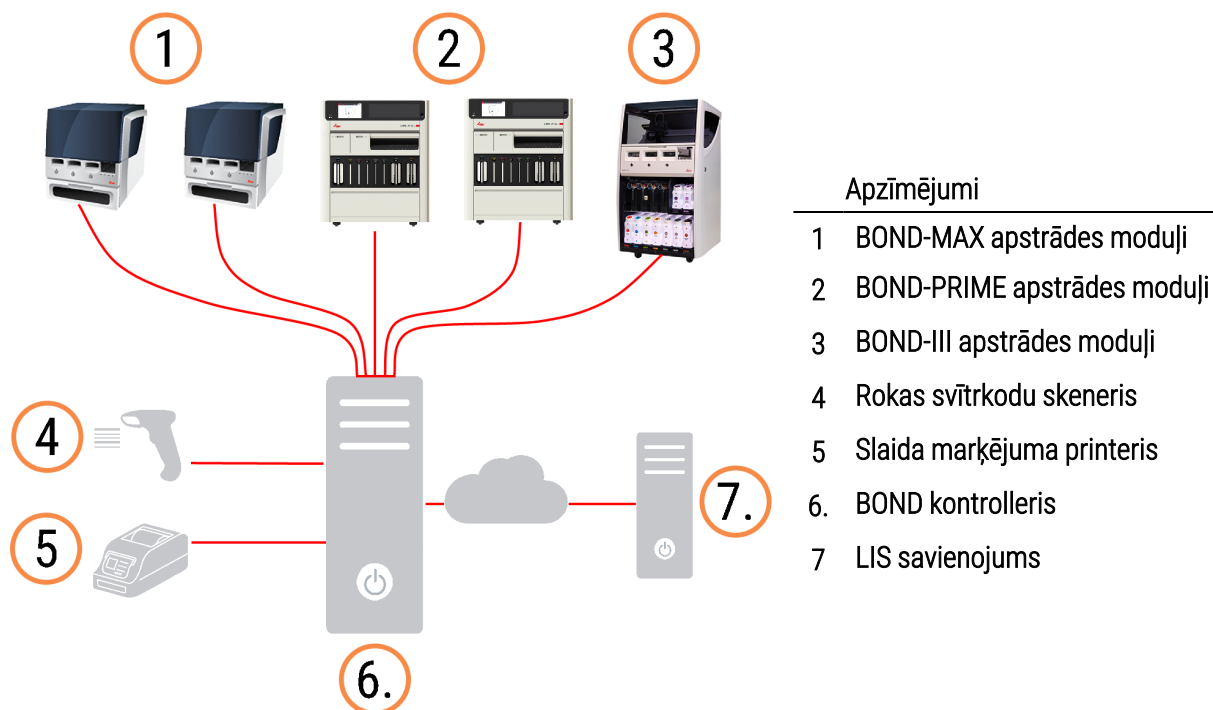 1
2
3
4
5
6.
7.
Apzīmējumi
1 BOND-MAX apstrādes moduļi
2 BOND-PRIME apstrādes moduļi
3 BOND-III apstrādes moduļi
4 Rokas svītrkodu skeneris
5 Slaida marķējuma printeris
6. BOND kontrolleris
7 LIS savienojums